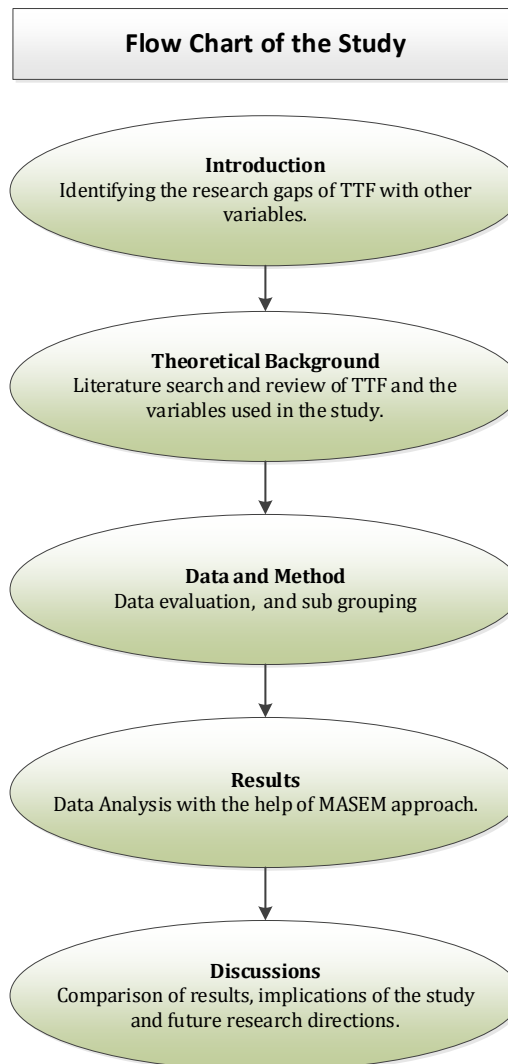 Flow Chart of the Study
Introduction
Identifying the research gaps of TTF with other
variables.
Theoretical Background
Literature search and review of TTF and the
variables used in the study.
Data and Method
Data evaluation, and sub grouping
Results
Data Analysis with the help of MASEM approach.
Discussions
Comparison of results, implications of the study
and future research directions.